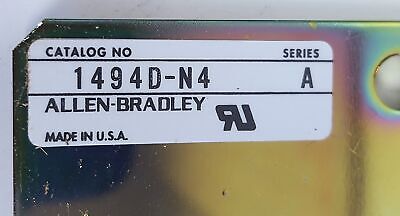 CATALOG NO SERIES
1494D-N4 A
ALLEN-BRADLEY
MADE IN U.S.A.